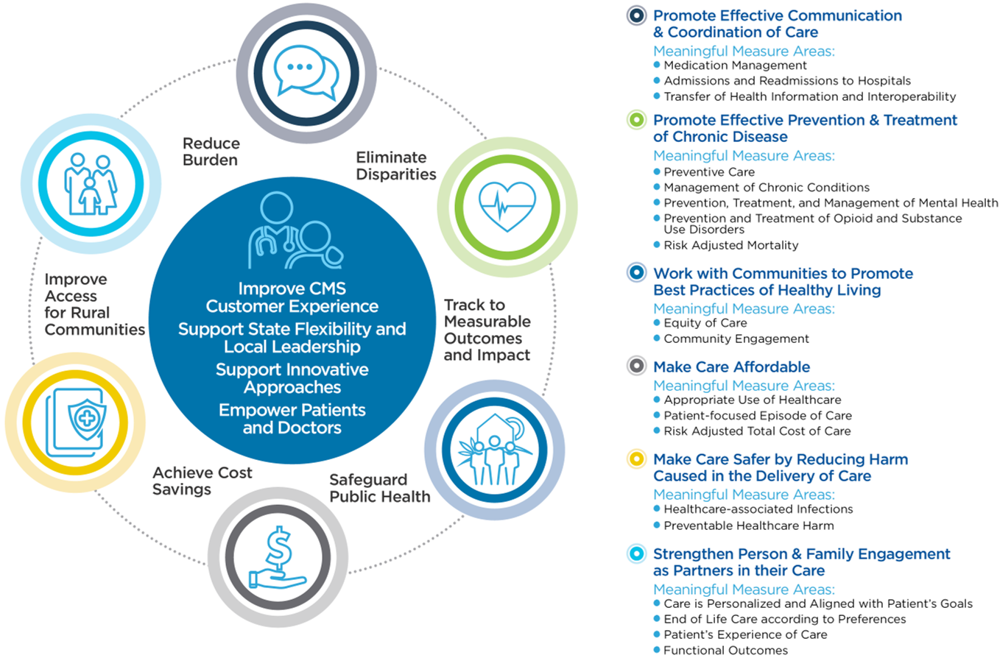 Reduce
Burden
Eliminate
Disparities
Improve
Access
for Rural
Communities
Improve CMS
Customer Experience
Support State Flexibility and
Local Leadership
Support Innovative
Approaches
Empower Patients
and Doctors
Track to
Measurable
Outcomes
and Impact
Achieve Cost
Savings
Safeguard
Public Health
$
Promote Effective Communication
& Coordination of Care
Meaningful Measure Areas:
Medication Management
Admissions and Readmissions to Hospitals
Transfer of Health Information and Interoperability
Promote Effective Prevention & Treatment
of Chronic Disease
Meaningful Measure Areas:
Preventive Care
Management of Chronic Conditions
Prevention, Treatment, and Management of Mental Health
Prevention and Treatment of Opioid and Substance
Use Disorders
Risk Adjusted Mortality
Work with Communities to Promote
Best Practices of Healthy Living
Meaningful Measure Areas:
Equity of Care
Community Engagement
Make Care Affordable
Meaningful Measure Areas:
Appropriate Use of Healthcare
Patient-focused Episode of Care
Risk Adjusted Total Cost of Care
Make Care Safer by Reducing Harm
Caused in the Delivery of Care
Meaningful Measure Areas:
Healthcare-associated Infections
Preventable Healthcare Harm
Strengthen Person & Family Engagement
as Partners in their Care
Meaningful Measure Areas:
Care is Personalized and Aligned with Patient's Goals
End of Life Care according to Preferences
Patient's Experience of Care
Functional Outcomes